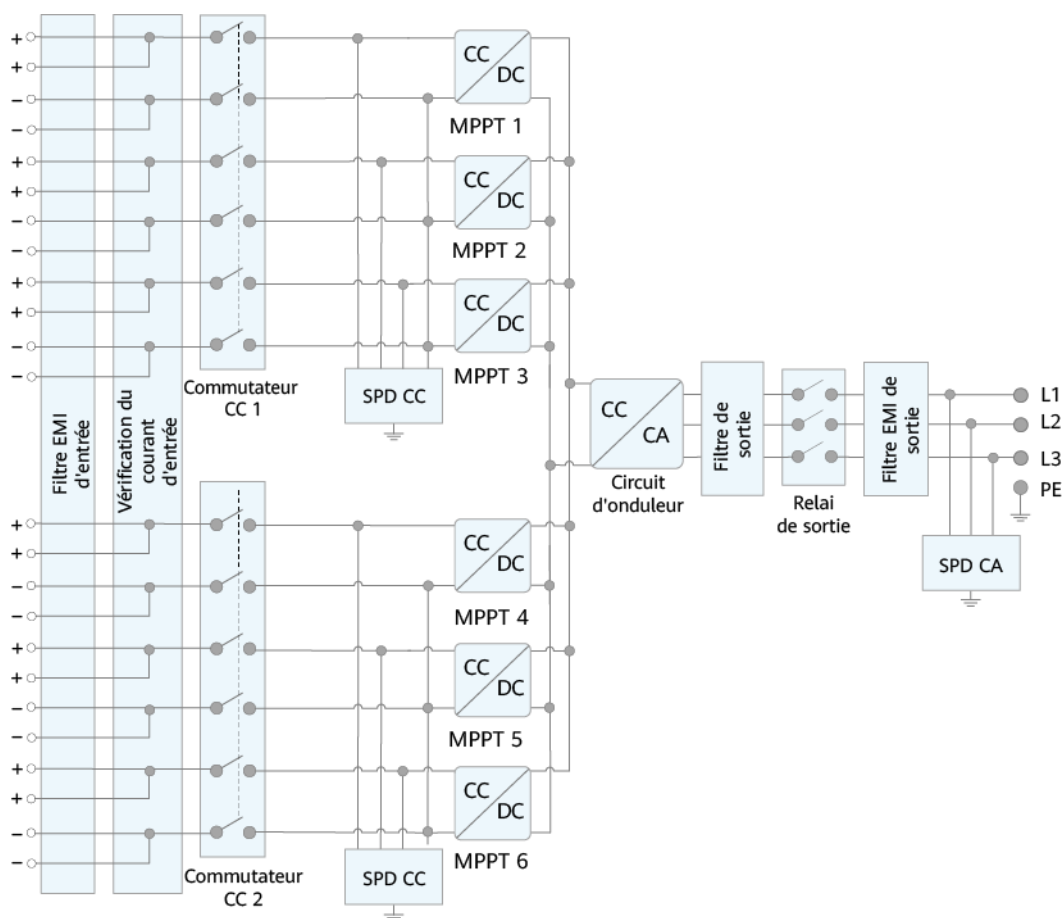 +
+
−
−
+
+
−
−
+
+
−
−
CC
DC
MPPT 1
CC
DC
MPPT 2
CC
DC
MPPT 3
Commutateur
CC 1
SPD CC
Filtre EMI
d'entrée
Vérification du
courant
d'entrée
CC
CA
Circuit
d'onduleur
Filtre de
sortie
Relai
de sortie
Filtre EMI de
sortie
L1
L2
L3
PE
SPD CA
+
+
−
−
+
+
−
−
+
+
−
−
CC
DC
MPPT 4
CC
DC
MPPT 5
CC
DC
MPPT 6
Commutateur
CC 2
SPD CC